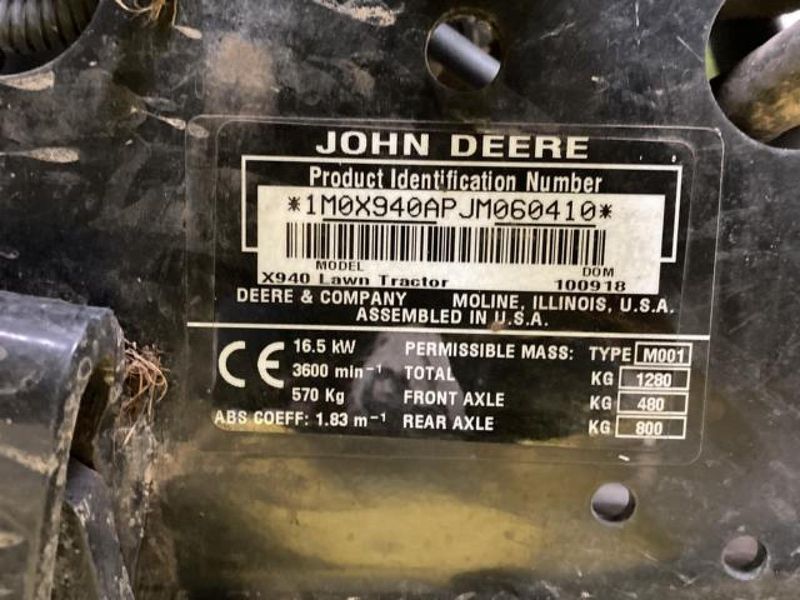 JOHN DEERE
Product Identification Number
*1M0X940APJM060410*
MODEL DOM
X940 Lawn Tractor 100918
DEERE & COMPANY MOLINE, ILLINOIS, U.S.A.
ASSEMBLED IN U.S.A.
CE 16.5 kW PERMISSIBLE MASS: TYPE M001
3600 min⁻¹ TOTAL KG 1280
570 Kg FRONT AXLE KG 480
ABS COEFF: 1.83 m⁻¹ REAR AXLE KG 800